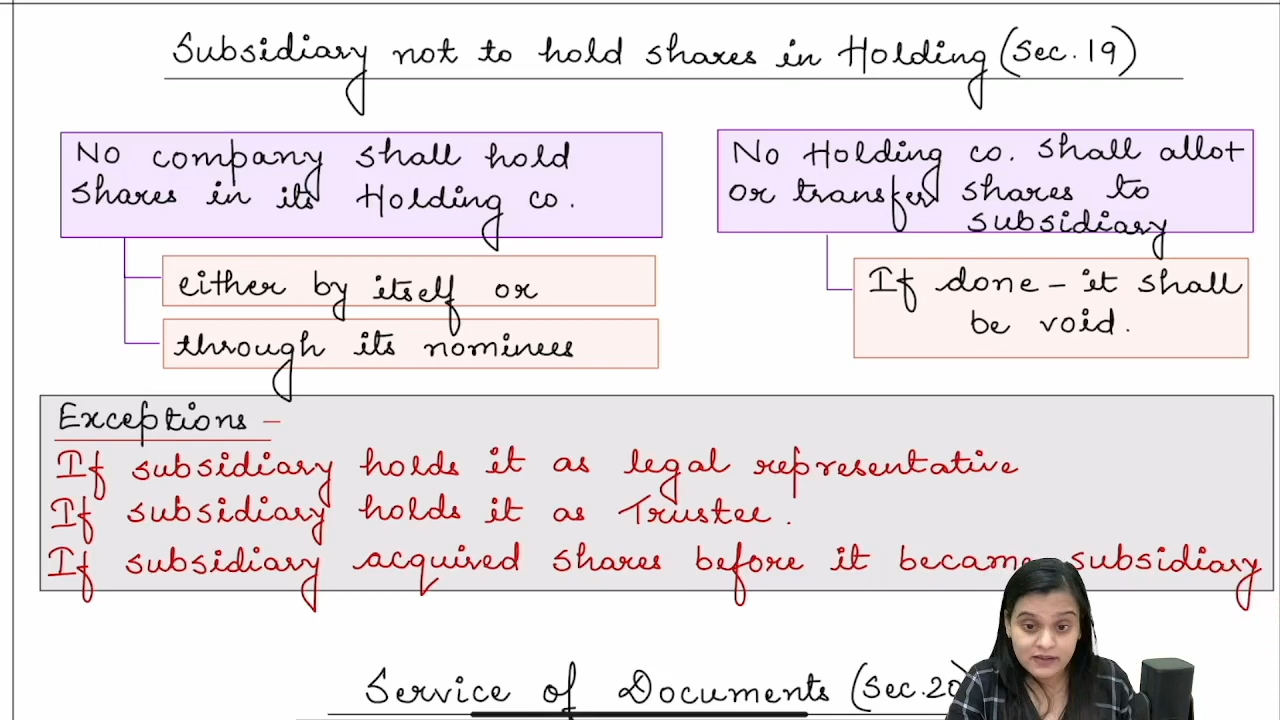 Subsidiary not to hold shares in Holding (Sec. 19)
No company shall hold
shares in its Holding co.
either by itself or
through its nominees
No Holding co. shall allot
or transfer shares to
subsidiary
If done - it shall
be void.
Exceptions -
If subsidiary holds it as legal representative
If subsidiary holds it as Trustee.
If subsidiary acquired shares before it became subsidiary
Service of Documents (Sec. 20)